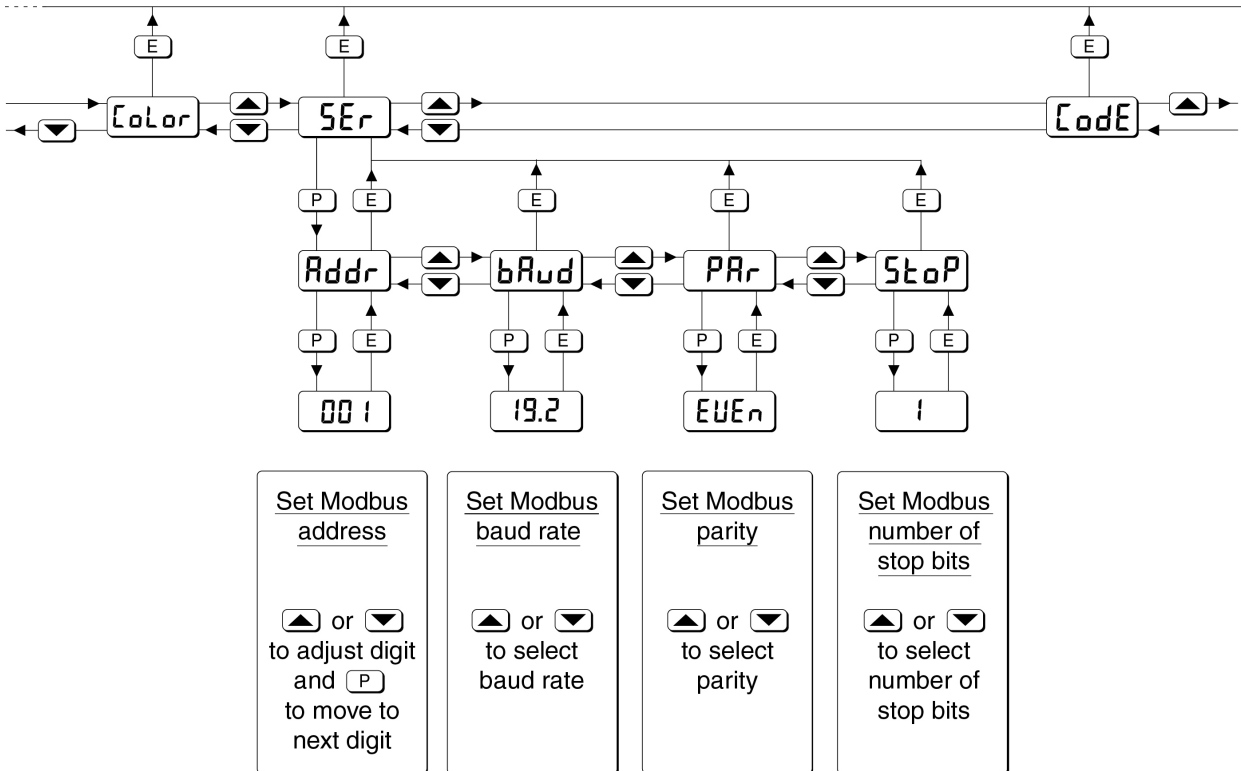 E E E
CoLor SEr CodE
P E E E E
Addr bAud PAr StoP
P E P E P E P E
001 19.2 EVEn 1
Set Modbus
address
or
to adjust digit
and P
to move to
next digit
Set Modbus
baud rate
or
to select
baud rate
Set Modbus
parity
or
to select
parity
Set Modbus
number of
stop bits
or
to select
number of
stop bits